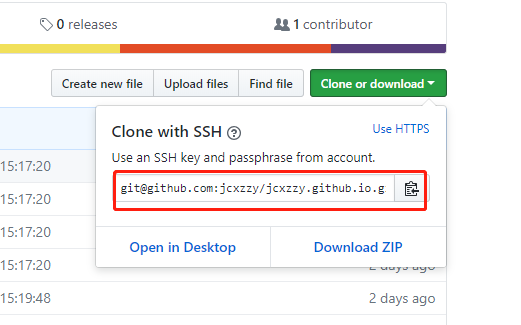 0 releases
1 contributor
Create new file
Upload files
Find file
Clone or download
Clone with SSH
Use HTTPS
Use an SSH key and passphrase from account.
15:17:20
git@github.com:jcxzzy/jcxzzy.github.io.g
15:17:20
15:17:20
Open in Desktop
Download ZIP
15:17:20
2 days ago
15:19:48
2 days ago